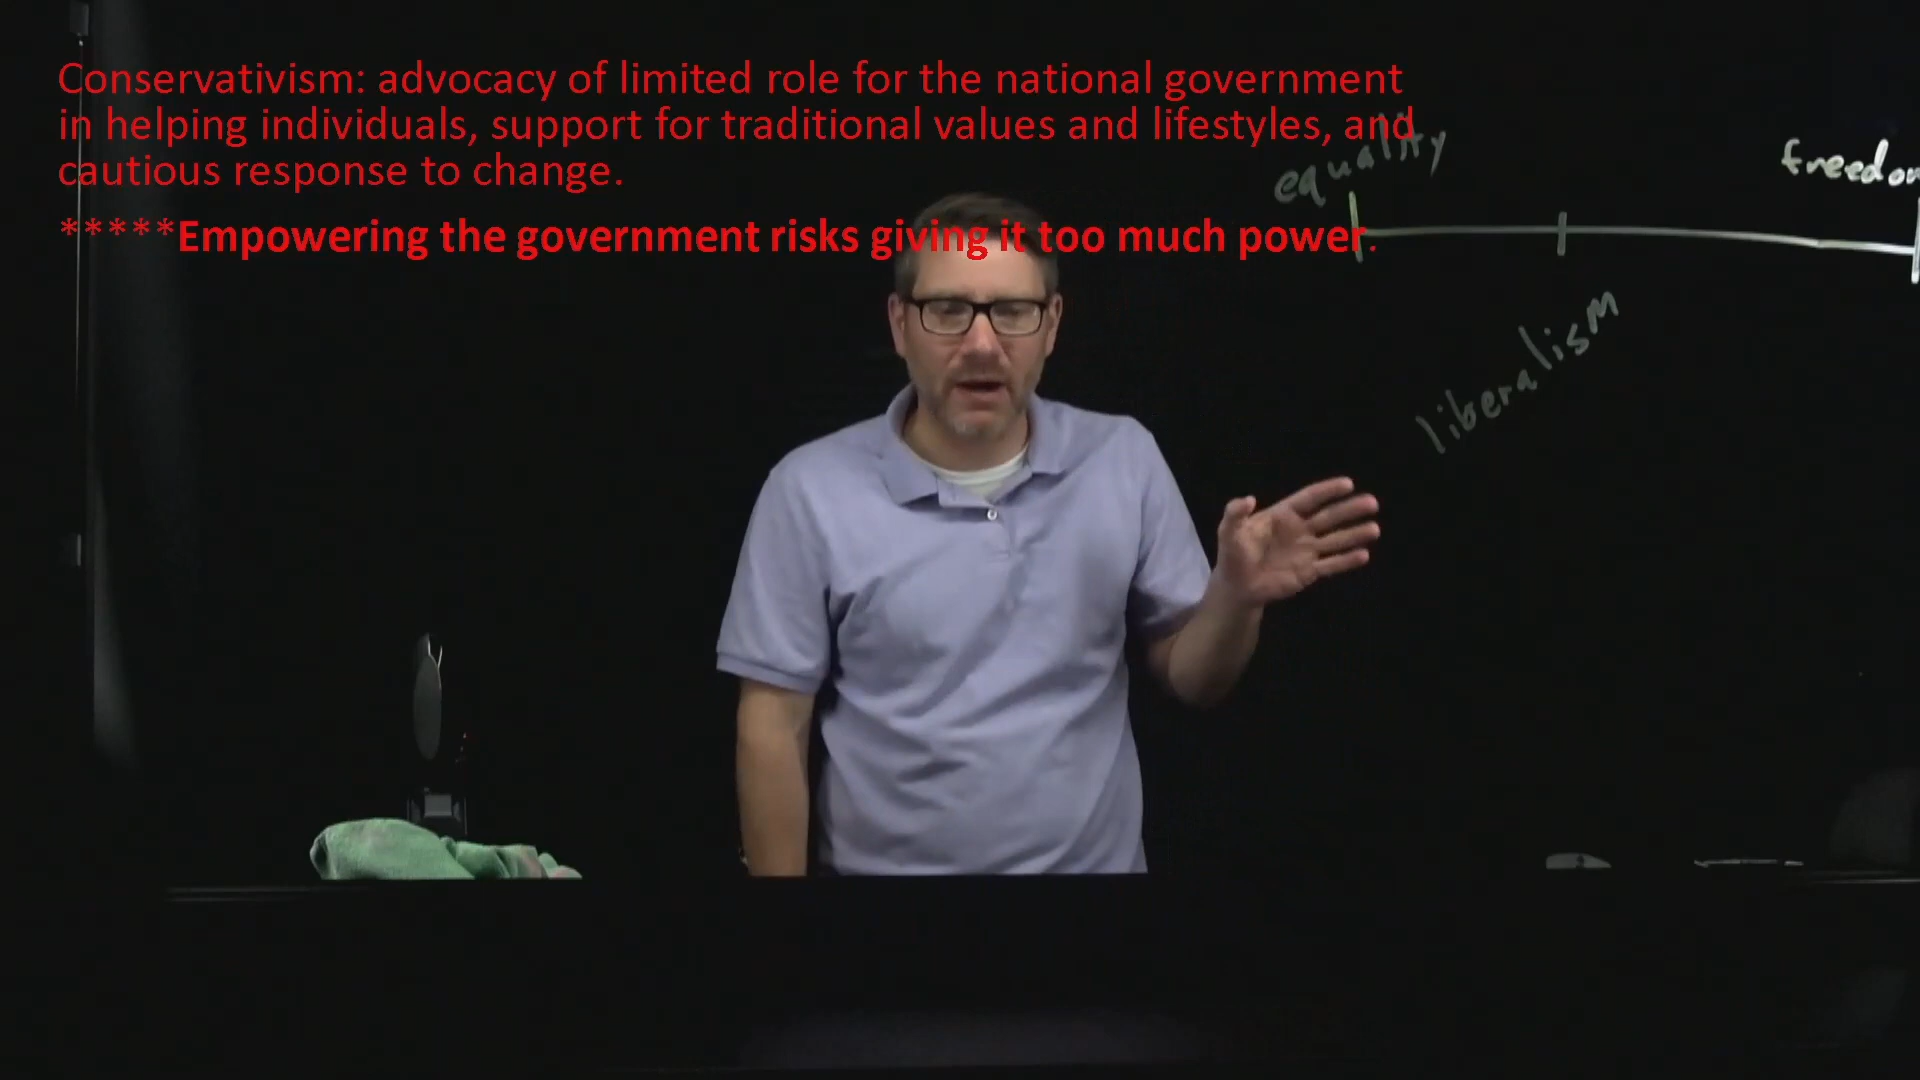 Conservativism: advocacy of limited role for the national government
in helping individuals, support for traditional values and lifestyles, and
cautious response to change.
*****Empowering the government risks giving it too much power.
equality
freedom
liberalism